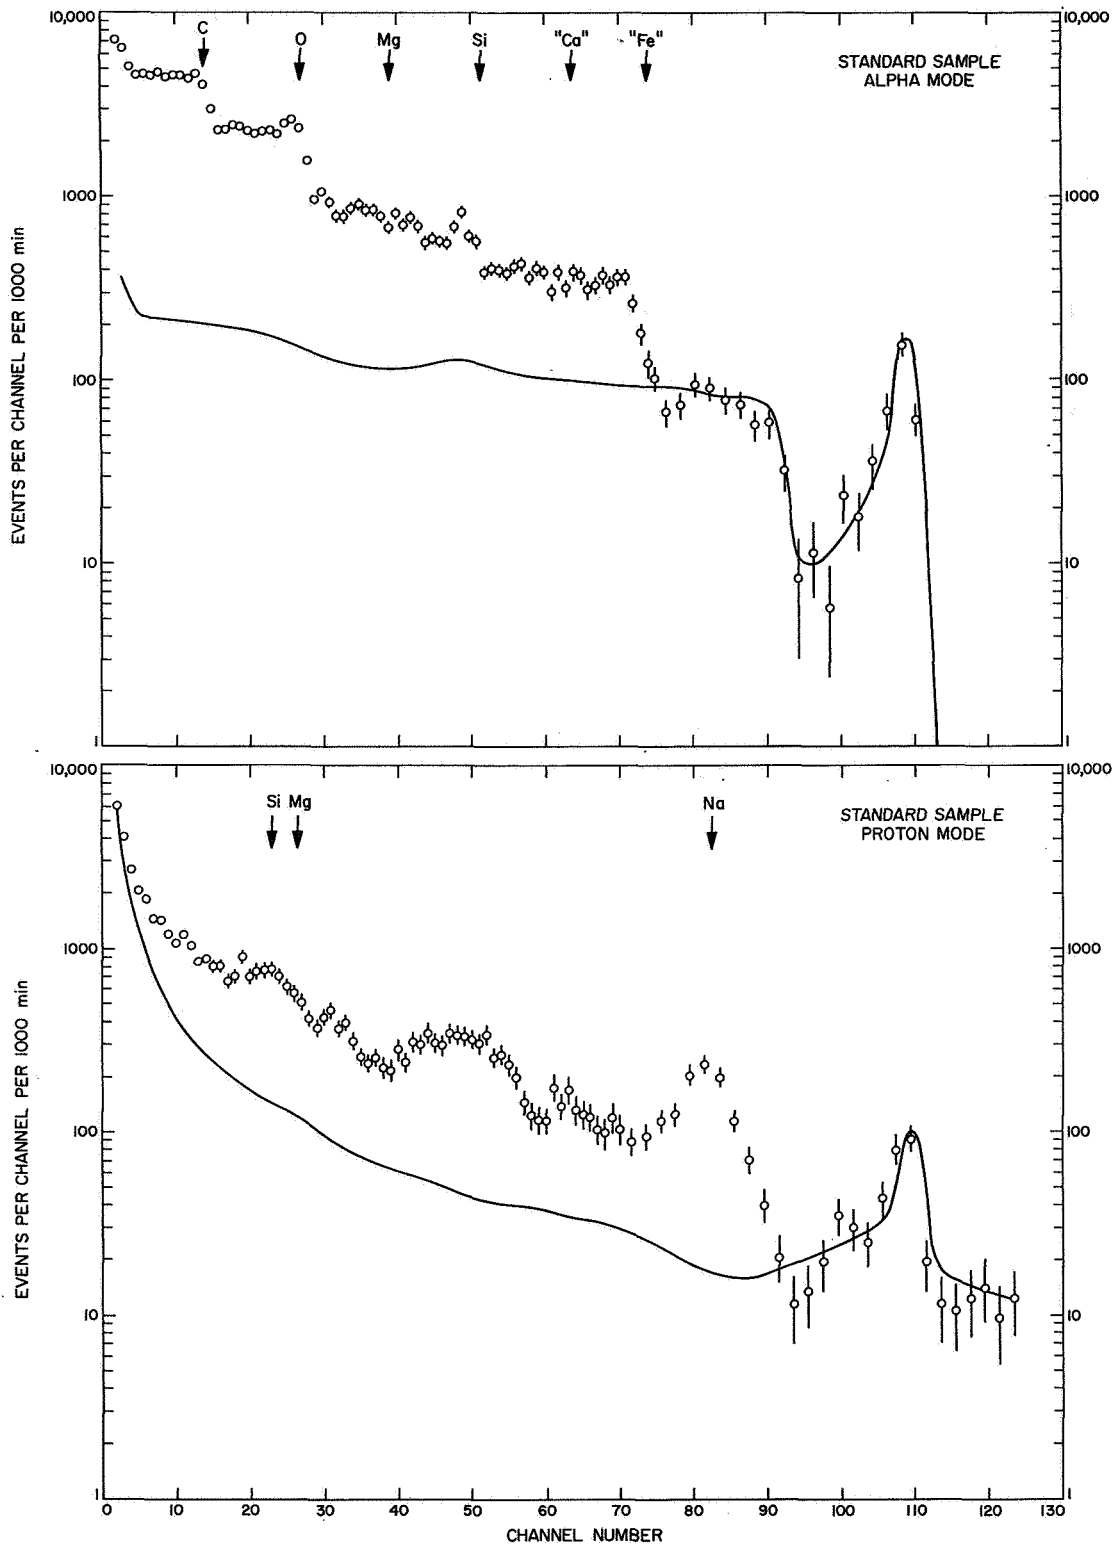 10,000
10,000
C
O
Mg
Si
"Ca"
"Fe"
STANDARD SAMPLE
ALPHA MODE
1000
1000
EVENTS PER CHANNEL PER 1000 min
100
100
10
10
1
1
10,000
10,000
Si Mg
Na
STANDARD SAMPLE
PROTON MODE
1000
1000
EVENTS PER CHANNEL PER 1000 min
100
100
10
10
1
1
0 10 20 30 40 50 60 70 80 90 100 110 120 130
CHANNEL NUMBER